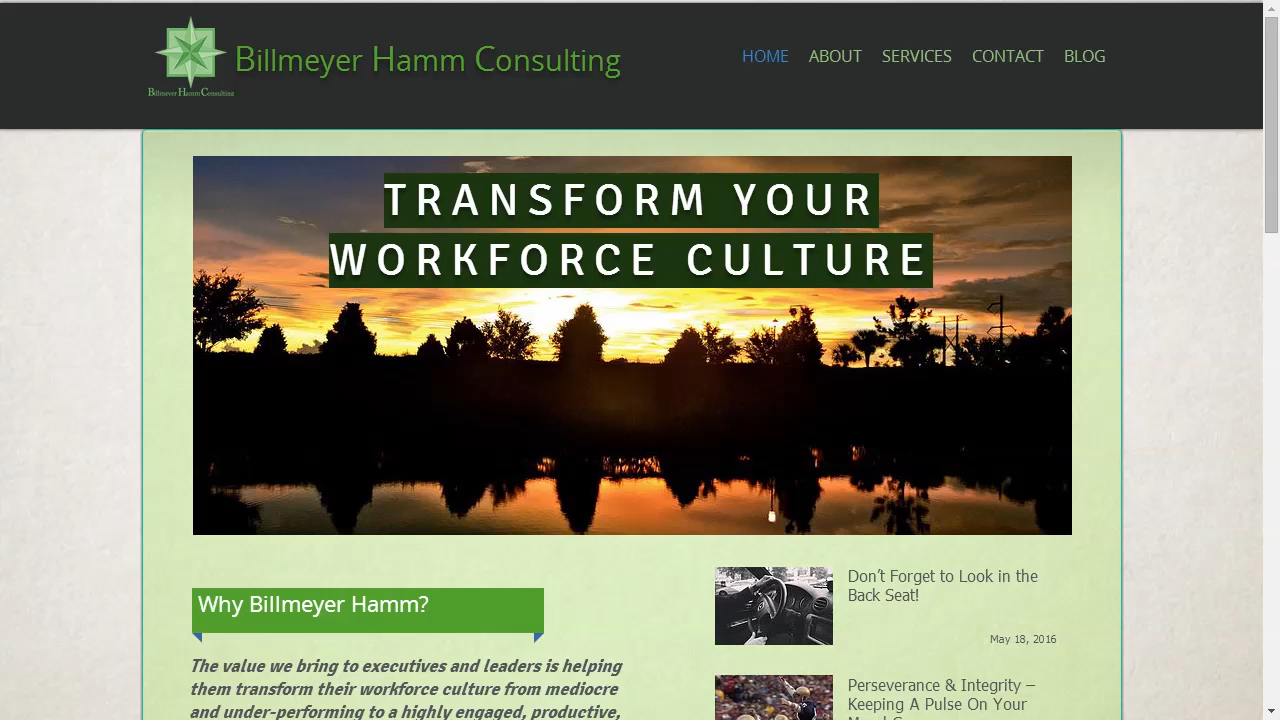 Billmeyer Hamm Consulting
Billmeyer Hamm Consulting
HOME ABOUT SERVICES CONTACT BLOG
TRANSFORM YOUR
WORKFORCE CULTURE
Why Billmeyer Hamm?
The value we bring to executives and leaders is helping
them transform their workforce culture from mediocre
and under-performing to a highly engaged, productive,
Don’t Forget to Look in the
Back Seat!
May 18, 2016
Perseverance & Integrity –
Keeping A Pulse On Your